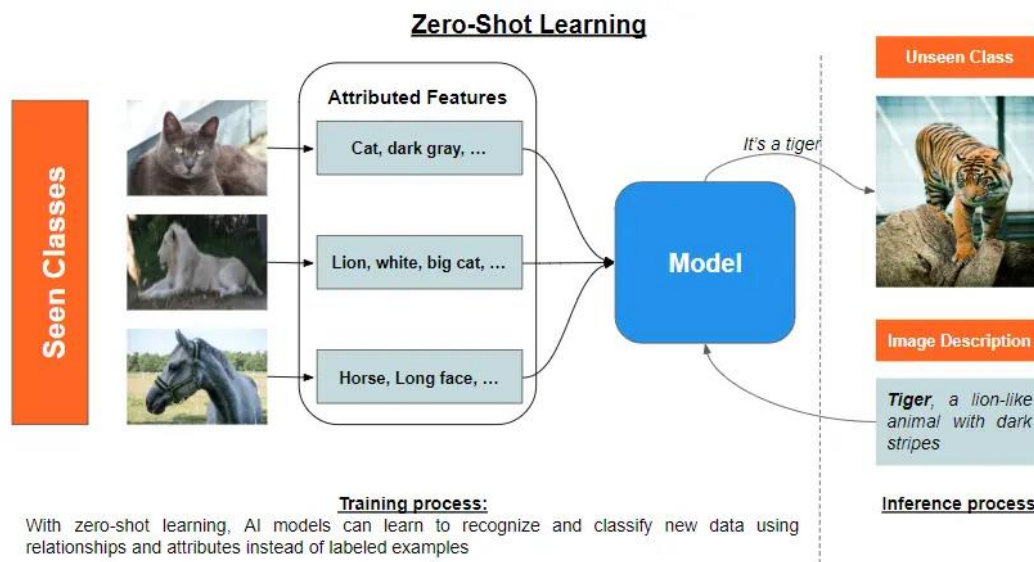 Zero-Shot Learning
Seen Classes
Attributed Features
Cat, dark gray, ...
Lion, white, big cat, ...
Horse, Long face, ...
Model
It's a tiger
Unseen Class
Image Description
Tiger, a lion-like
animal with dark
stripes
Training process:
With zero-shot learning, AI models can learn to recognize and classify new data using
relationships and attributes instead of labeled examples
Inference process